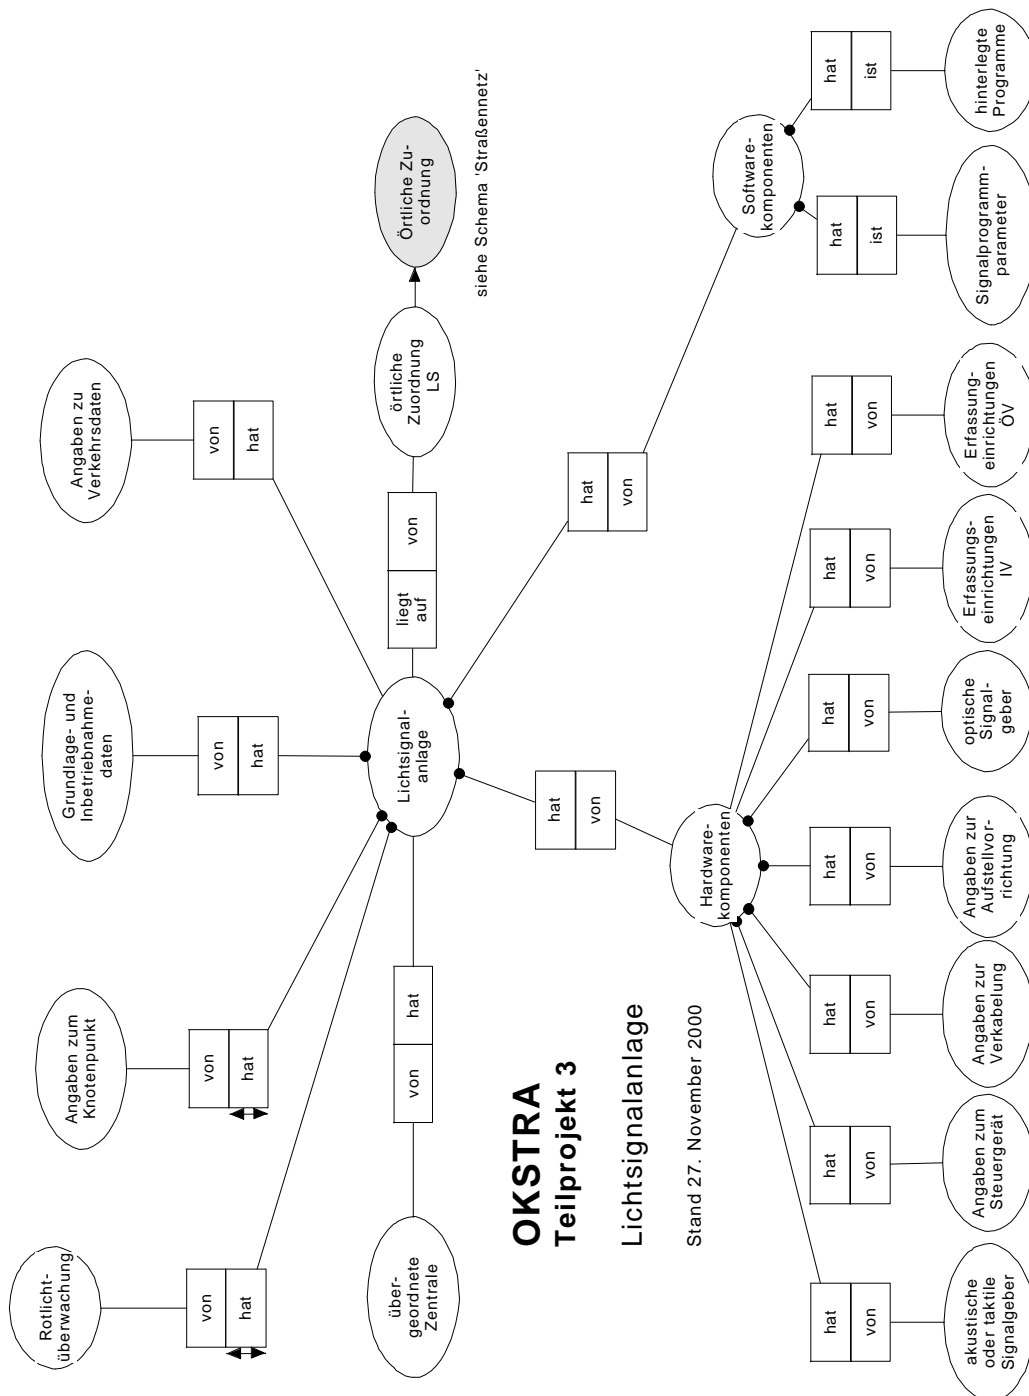 Rotlicht-
überwachung
von
hat
Angaben zum
Knotenpunkt
von
hat
Grundlage- und
Inbetriebnahme-
daten
von
hat
Angaben zu
Verkehrsdaten
von
hat
über-
geordnete
Zentrale
von
hat
Lichtsignal-
anlage
liegt
auf
von
örtliche
Zuordnung
LS
Örtliche Zu-
ordnung
siehe Schema 'Straßennetz'
OKSTRA
Teilprojekt 3
Lichtsignalanlage
Stand 27. November 2000
hat
von
hat
von
Hardware-
komponenten
Software-
komponenten
hat
von
akustische
oder taktile
Signalgeber
hat
von
Angaben zum
Steuergerät
hat
von
Angaben zur
Verkabelung
hat
von
Angaben zur
Aufstellvor-
richtung
hat
von
optische
Signal-
geber
hat
von
Erfassungs-
einrichtungen
IV
hat
von
Erfassung-
einrichtungen
ÖV
hat
ist
Signalprogramm-
parameter
hat
ist
hinterlegte
Programme